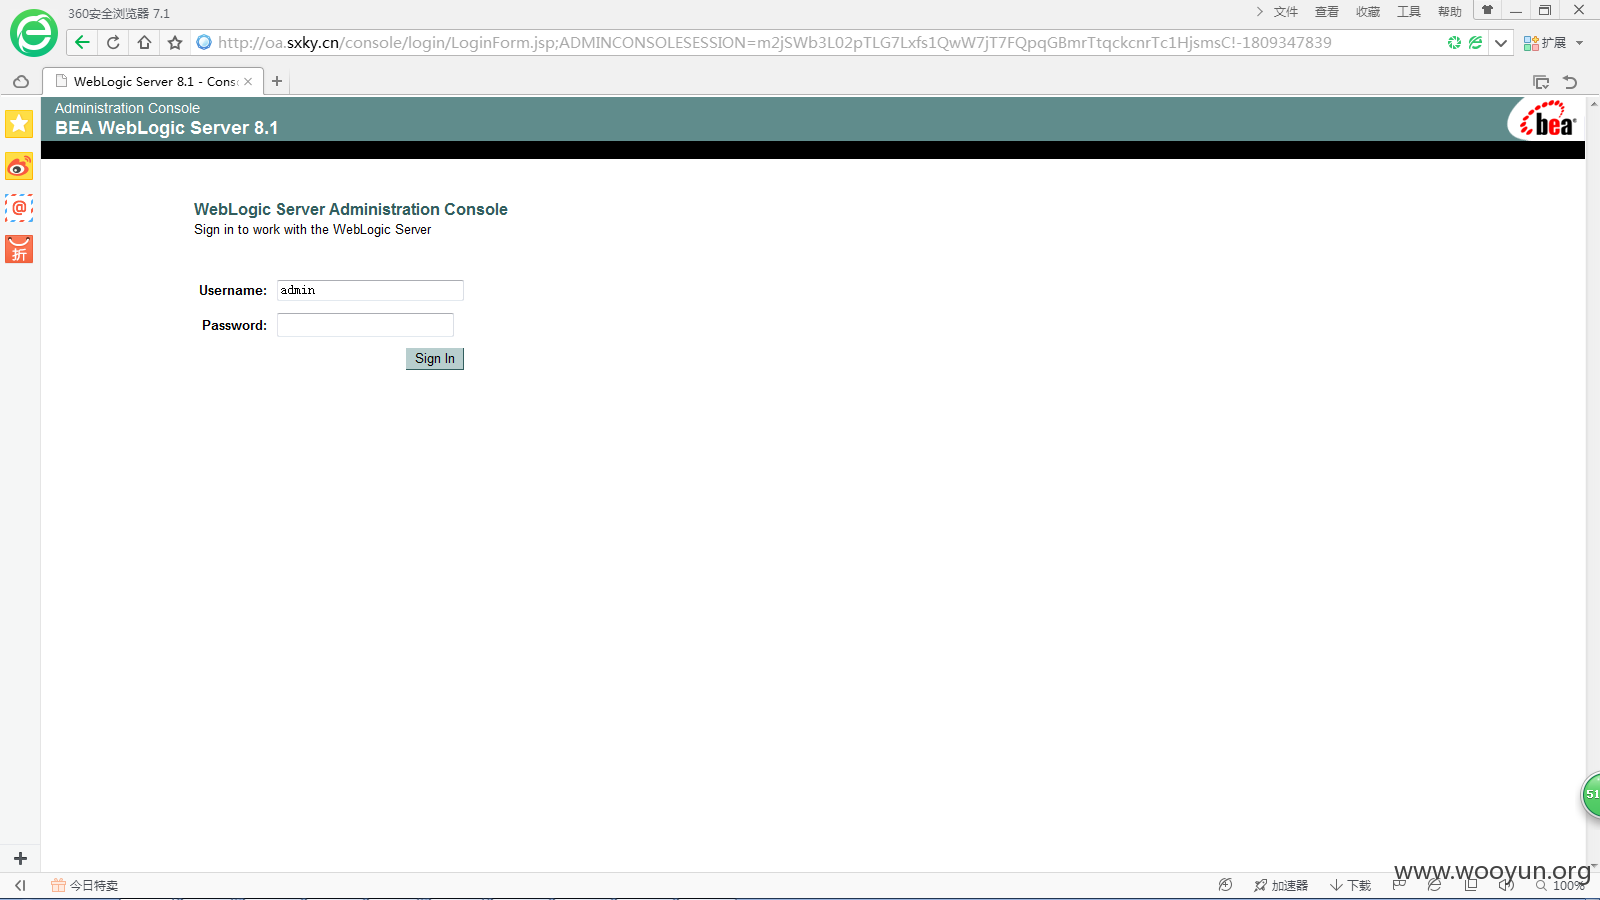 360安全浏览器 7.1
文件 查看 收藏 工具 帮助
http://oa.sxky.cn/console/login/LoginForm.jsp;ADMINCONSOLESESSION=m2jSWb3L02pTLG7Lxfs1QwW7jT7FQpqGBmrTtqckcnrTc1HjsmsC!-1809347839
扩展
WebLogic Server 8.1 - Cons
Administration Console
BEA WebLogic Server 8.1
bea
@
折
WebLogic Server Administration Console
Sign in to work with the WebLogic Server
Username: admin
Password:
Sign In
51
www.wooyun.org
今日特卖
加速器
下载
100%